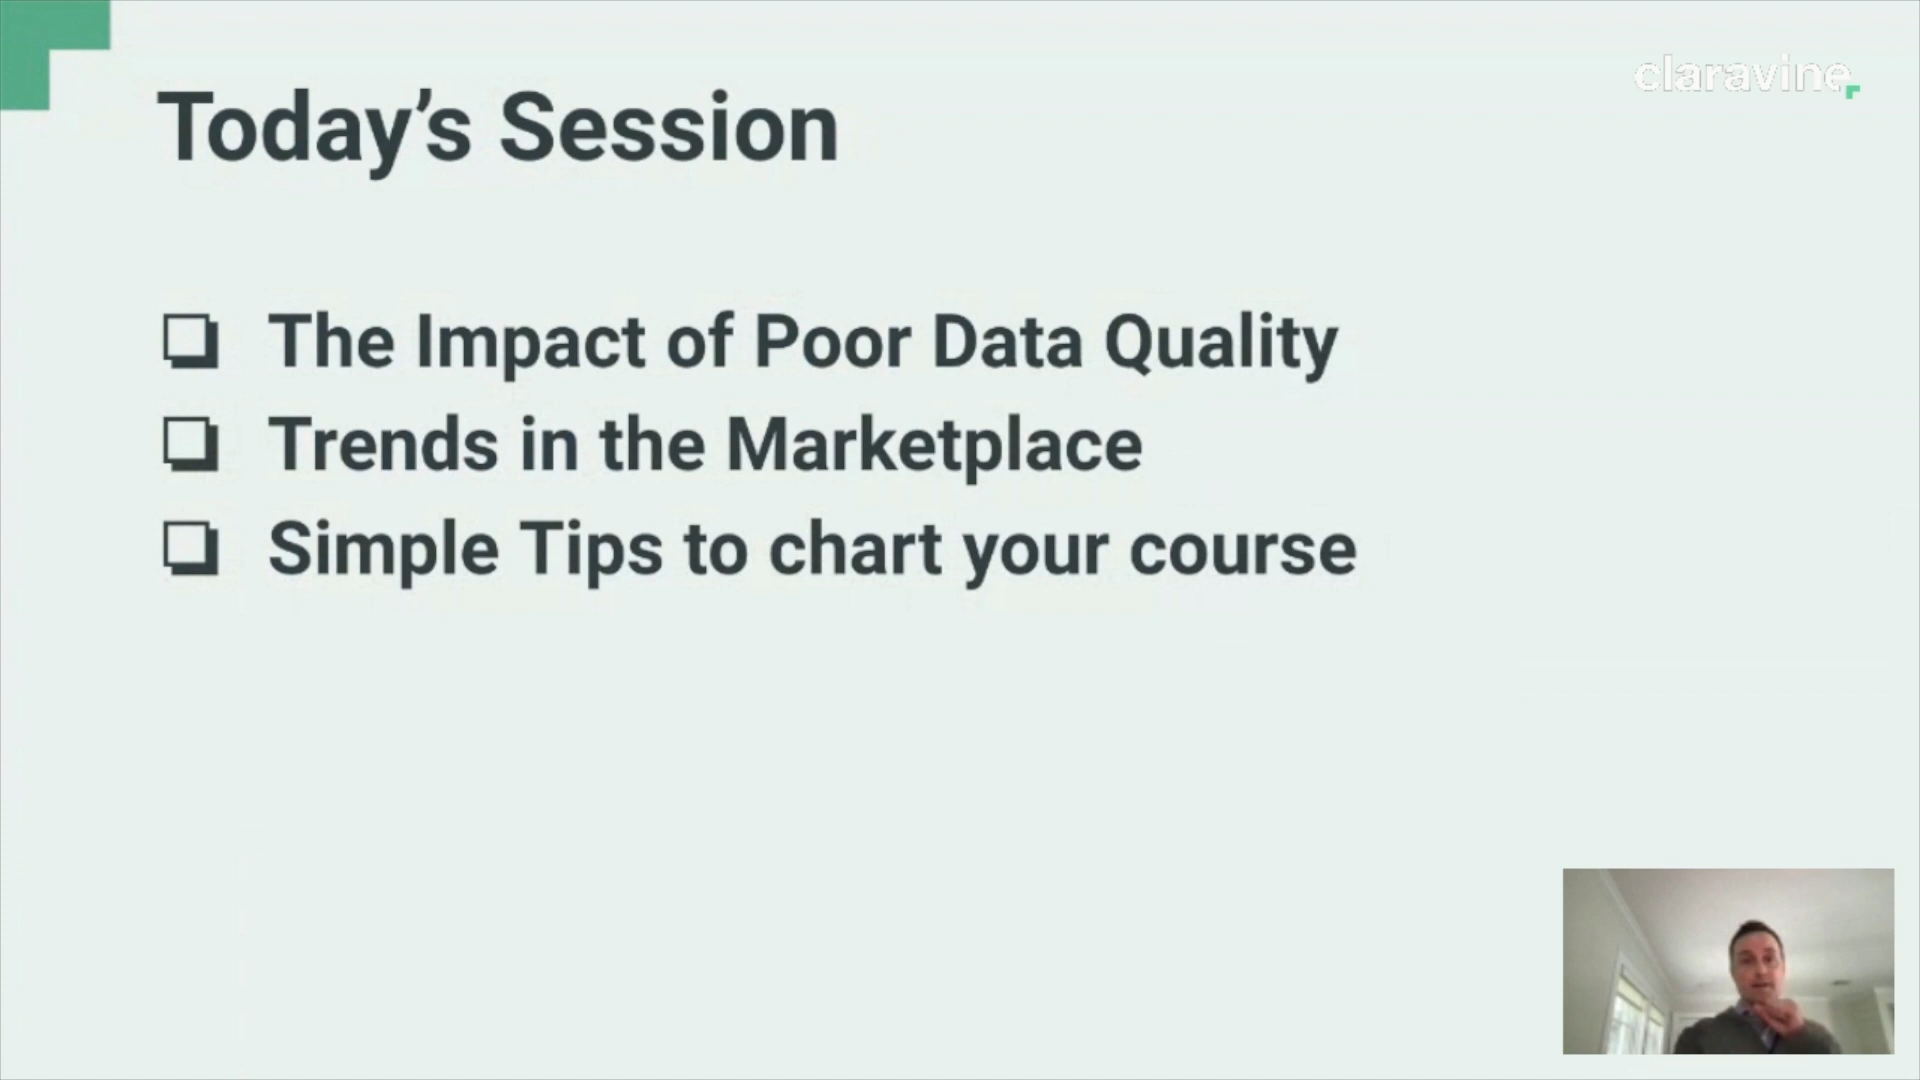 claravine
Today’s Session
The Impact of Poor Data Quality
Trends in the Marketplace
Simple Tips to chart your course